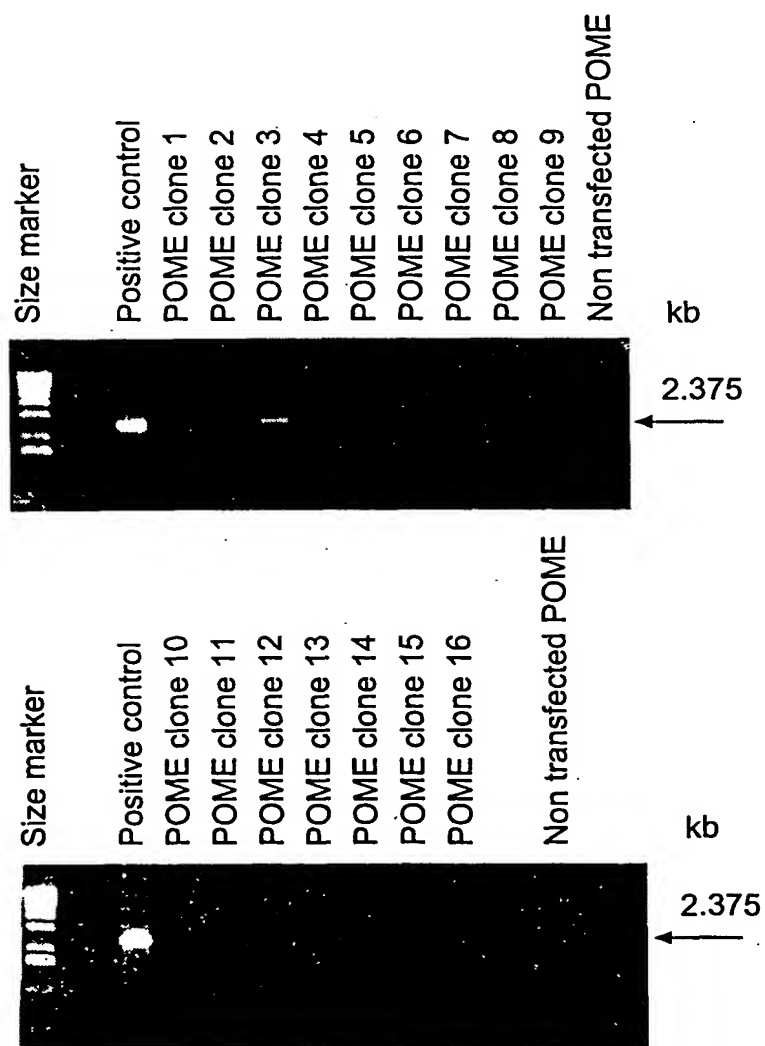 Size marker
Positive control
POME clone 1
POME clone 2
POME clone 3
POME clone 4
POME clone 5
POME clone 6
POME clone 7
POME clone 8
POME clone 9
Non transfected POME
kb
2.375
Size marker
Positive control
POME clone 10
POME clone 11
POME clone 12
POME clone 13
POME clone 14
POME clone 15
POME clone 16
Non transfected POME
kb
2.375